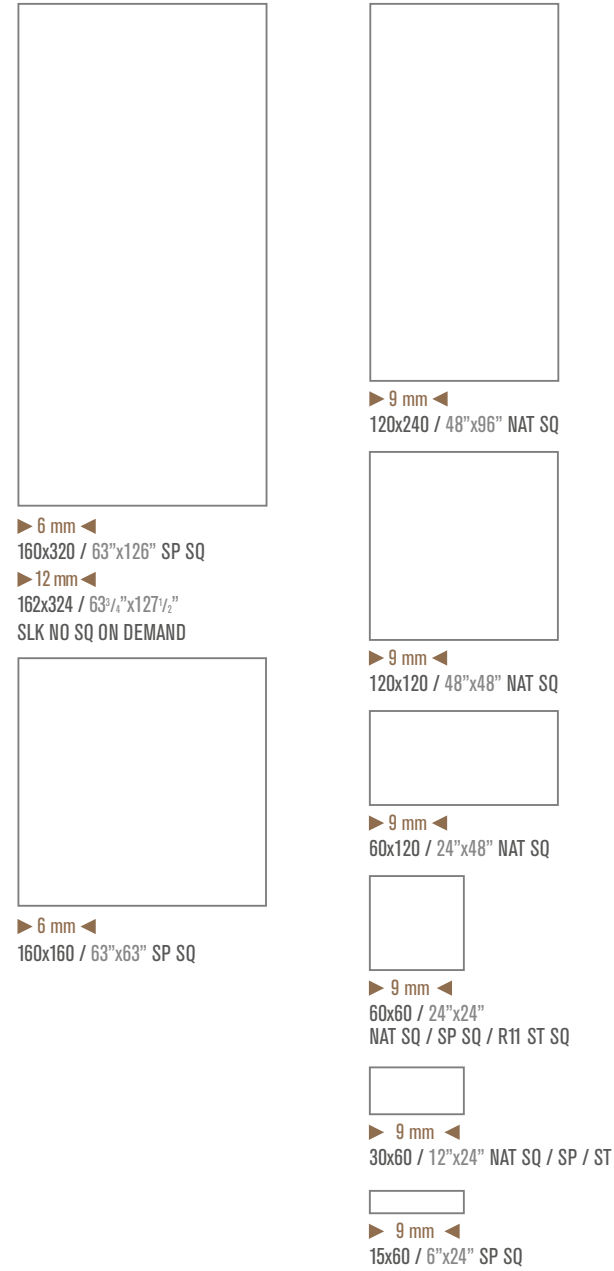 ▶ 6 mm ◀
160x320 / 63”x126” SP SQ
▶ 12 mm ◀
162x324 / 63³/₄”x127¹/₂”
SLK NO SQ ON DEMAND
▶ 6 mm ◀
160x160 / 63”x63” SP SQ
▶ 9 mm ◀
120x240 / 48”x96” NAT SQ
▶ 9 mm ◀
120x120 / 48”x48” NAT SQ
▶ 9 mm ◀
60x120 / 24”x48” NAT SQ
▶ 9 mm ◀
60x60 / 24”x24”
NAT SQ / SP SQ / R11 ST SQ
▶ 9 mm ◀
30x60 / 12”x24” NAT SQ / SP / ST
▶ 9 mm ◀
15x60 / 6”x24” SP SQ